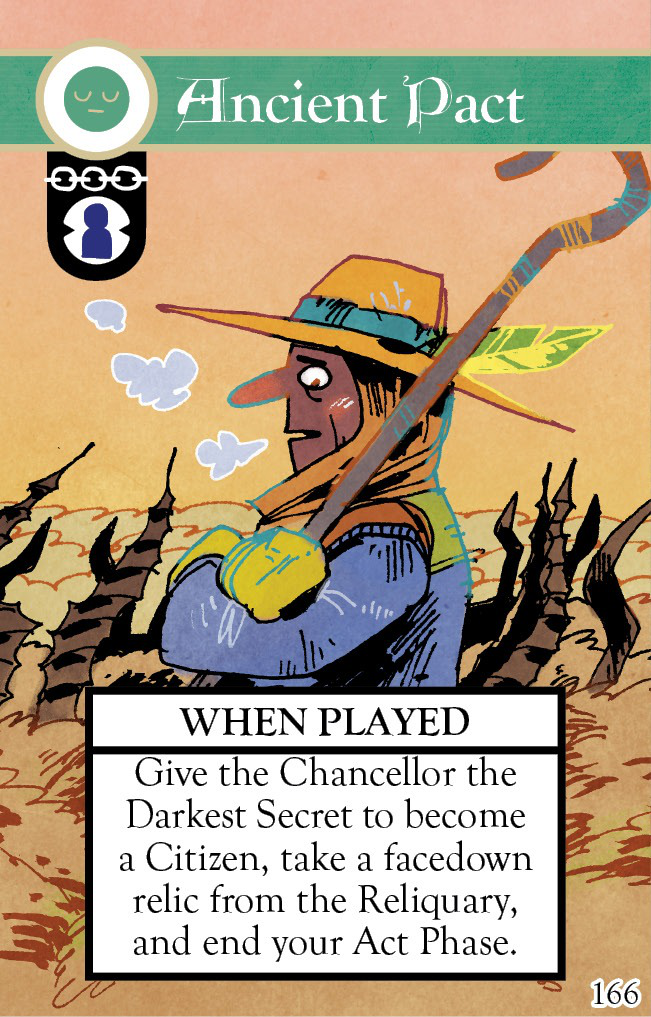 Ancient Pact
WHEN PLAYED
Give the Chancellor the
Darkest Secret to become
a Citizen, take a facedown
relic from the Reliquary,
and end your Act Phase.
166